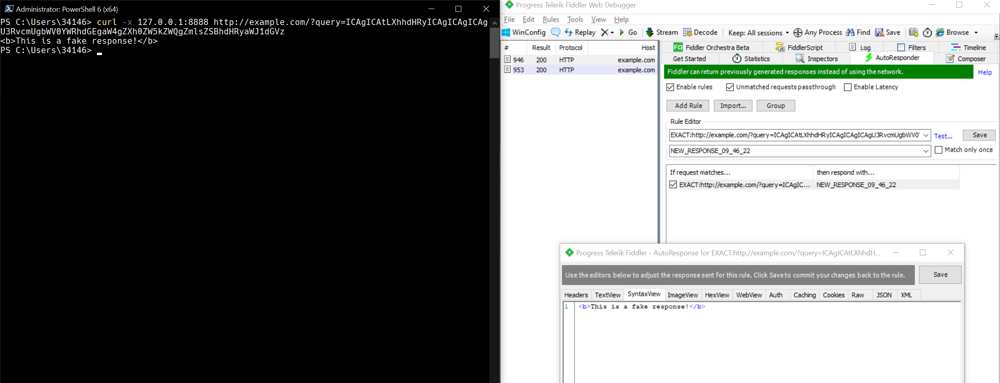 Administrator: PowerShell 6 (x64)
PS C:\Users\34146> curl -x 127.0.0.1:8888 http://example.com/?query=ICAgICAtLXhhdHRyICAgICAgICAg
U3RvcmUgbWV0YWRhdGEgaW4gZXh0ZW5kZWQgZmlsZSBhdHRyaWJ1dGVz
<b>This is a fake response!</b>
PS C:\Users\34146>
Progress Telerik Fiddler Web Debugger
File Edit Rules Tools View Help
WinConfig Replay Go Stream Decode Keep: All sessions Any Process Find Save Browse
# Result Protocol Host
946 200 HTTP example.com
953 200 HTTP example.com
FO Fiddler Orchestra Beta JS FiddlerScript Log Filters Timeline
Get Started Statistics Inspectors AutoResponder Composer
Fiddler can return previously generated responses instead of using the network. Help
Enable rules Unmatched requests passthrough Enable Latency
Add Rule Import... Group
Rule Editor
EXACT:http://example.com/?query=ICAgICAtLXhhdHRyICAgICAgICAgU3RvcmUgbWV0' Test... Save
NEW_RESPONSE_09_46_22 Match only once
If request matches... then respond with...
EXACT:http://example.com/?query=ICAgIC... NEW_RESPONSE_09_46_22
Progress Telerik Fiddler - AutoResponse for EXACT:http://example.com/?query=ICAgICAtLXhhdH...
Use the editors below to adjust the response sent for this rule. Click Save to commit your changes back to the rule. Save
Headers TextView SyntaxView ImageView HexView WebView Auth Caching Cookies Raw JSON XML
1 <b>This is a fake response!</b>